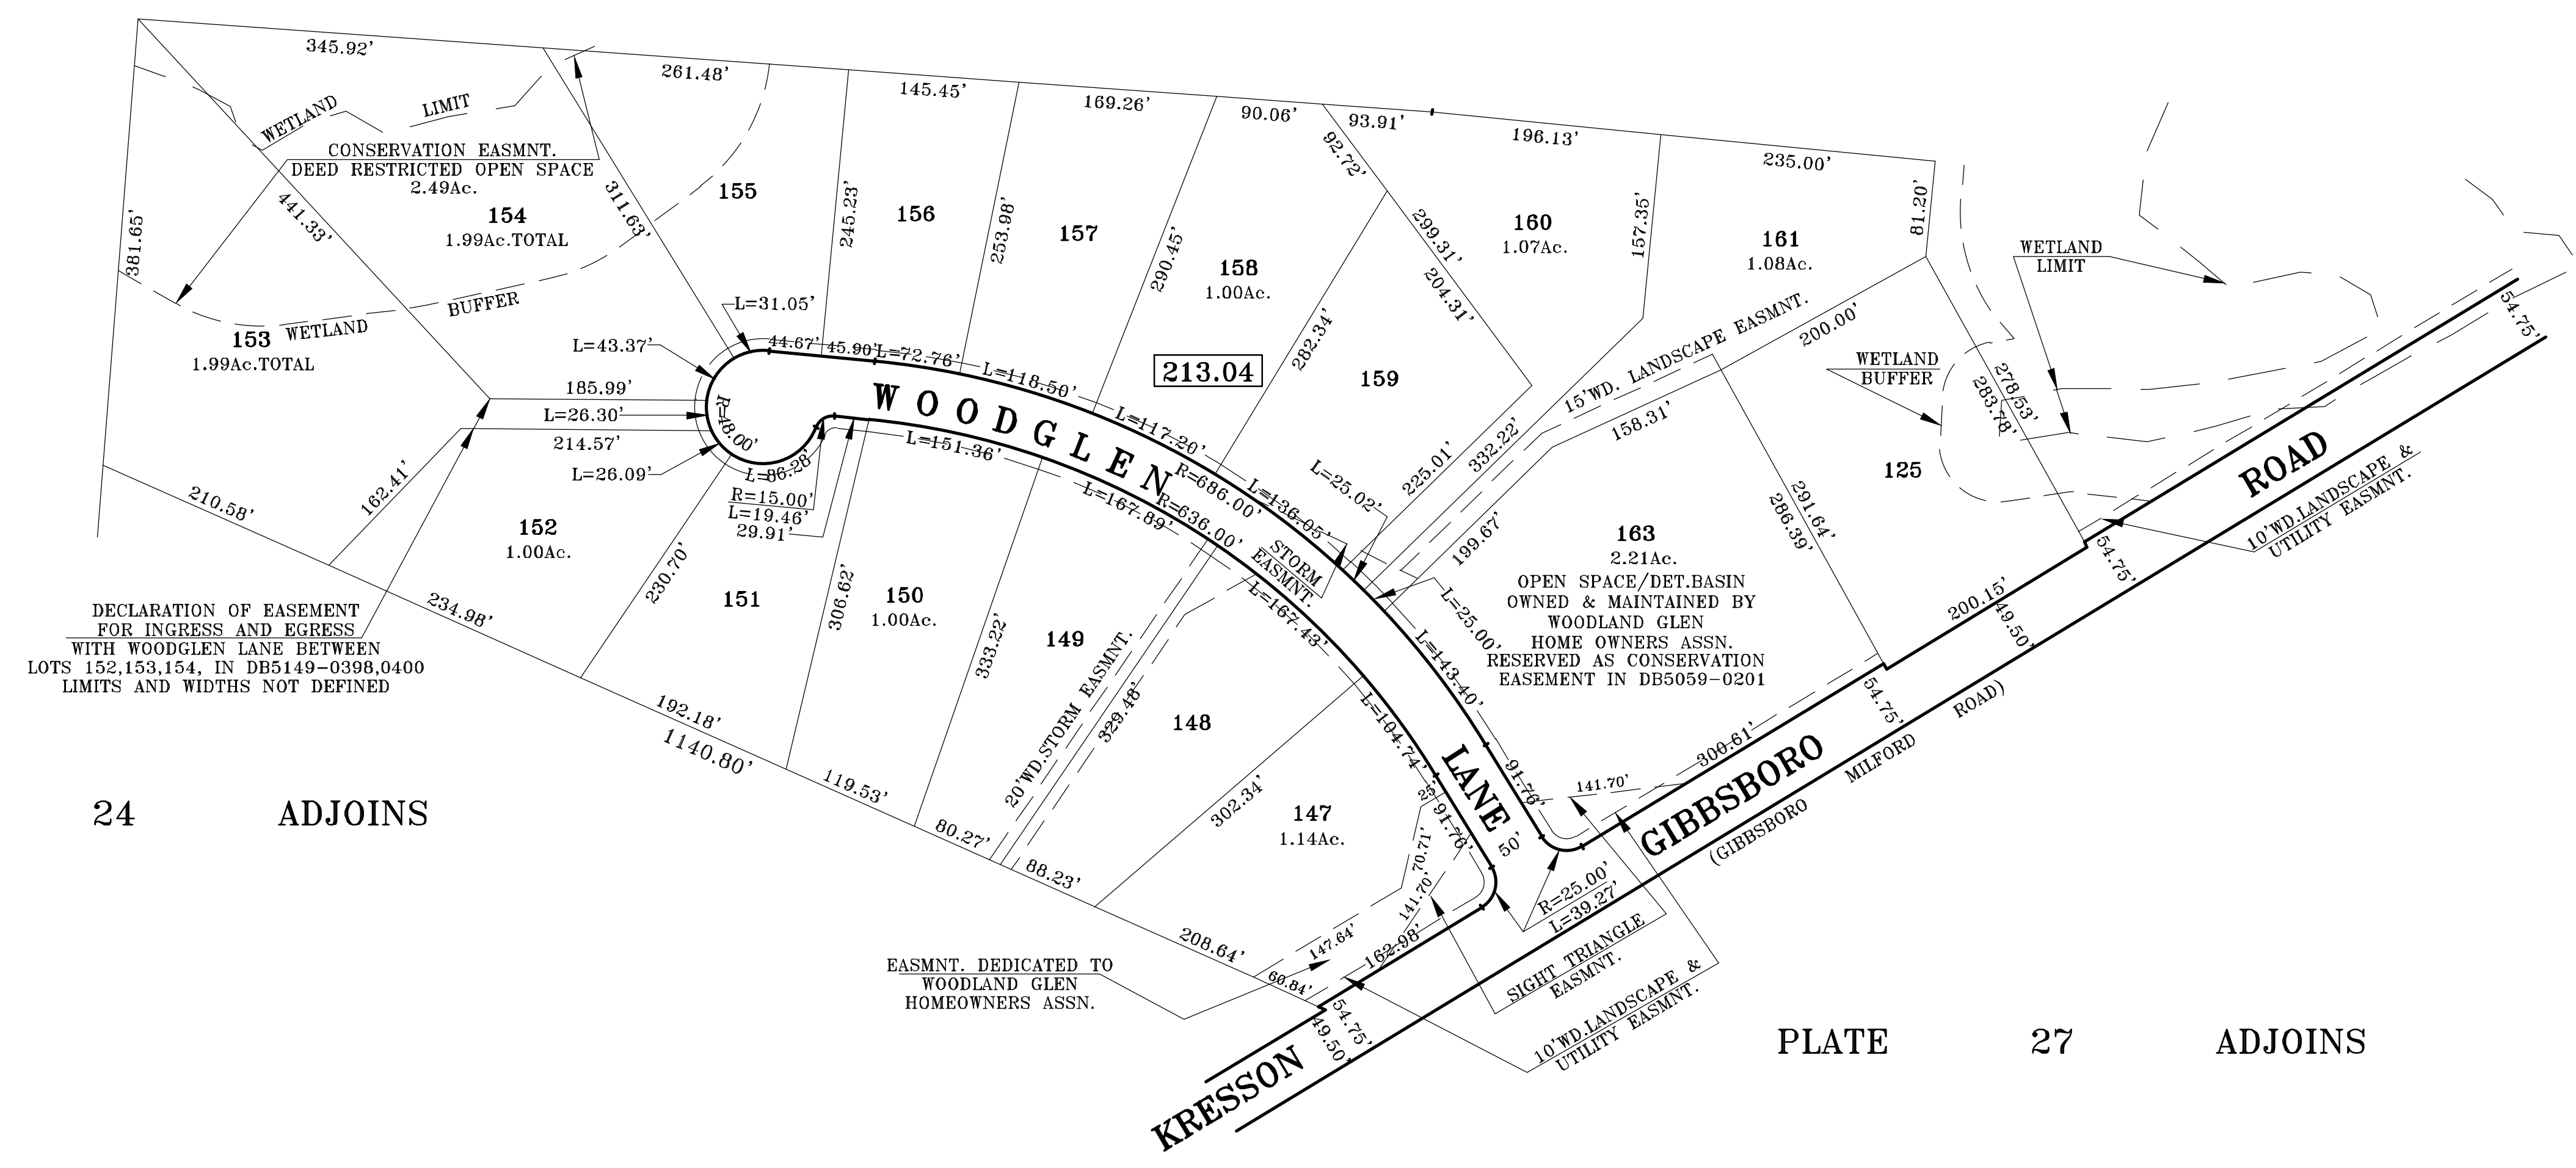 345.92'
261.48'
145.45'
169.26'
90.06'
93.91'
196.13'
235.00'
WETLAND LIMIT
CONSERVATION EASMNT.
DEED RESTRICTED OPEN SPACE
2.49Ac.
381.65'
441.33'
311.63'
154
1.99Ac.TOTAL
155
245.23'
156
253.98'
157
290.45'
158
1.00Ac.
92.72'
299.31'
204.31'
160
1.07Ac.
157.35'
161
1.08Ac.
81.20'
WETLAND
LIMIT
54.75'
153
1.99Ac.TOTAL
WETLAND BUFFER
L=31.05'
L=43.37'
44.67'
45.90'
L=72.76'
L=118.50'
213.04
282.34'
159
15'WD. LANDSCAPE EASMNT.
200.00'
158.31'
WETLAND
BUFFER
278.53'
283.78'
125
185.99'
L=26.30'
214.57'
L=26.09'
R=48.00'
L=86.28'
R=15.00'
L=19.46'
29.91'
WOODGLEN
L=151.36'
L=117.20'
R=686.00'
L=136.05'
L=167.89'
R=636.00'
L=25.02'
225.01'
332.22'
199.67'
L=25.00'
STORM
EASMNT.
291.64'
286.39'
ROAD
10'WD.LANDSCAPE &
UTILITY EASMNT.
54.75'
210.58'
162.41'
152
1.00Ac.
230.70'
151
306.62'
150
1.00Ac.
333.22'
149
20'WD.STORM EASMNT.
329.48'
148
L=167.43'
L=143.40'
163
2.21Ac.
OPEN SPACE/DET.BASIN
OWNED & MAINTAINED BY
WOODLAND GLEN
HOME OWNERS ASSN.
RESERVED AS CONSERVATION
EASEMENT IN DB5059-0201
200.15'
49.50'
DECLARATION OF EASEMENT
FOR INGRESS AND EGRESS
WITH WOODGLEN LANE BETWEEN
LOTS 152,153,154, IN DB5149-0398,0400
LIMITS AND WIDTHS NOT DEFINED
234.98'
192.18'
1140.80'
119.53'
80.27'
88.23'
208.64'
302.34'
147
1.14Ac.
L=104.74'
LANE
91.76'
91.76'
70.71'
50'
141.70'
141.70'
300.61'
54.75'
GIBBSBORO
(GIBBSBORO MILFORD ROAD)
24 ADJOINS
R=25.00'
L=39.27'
147.64'
162.98'
60.84'
EASMNT. DEDICATED TO
WOODLAND GLEN
HOMEOWNERS ASSN.
SIGHT TRIANGLE
EASMNT.
10'WD.LANDSCAPE &
UTILITY EASMNT.
54.75'
49.50'
KRESSON
PLATE 27 ADJOINS